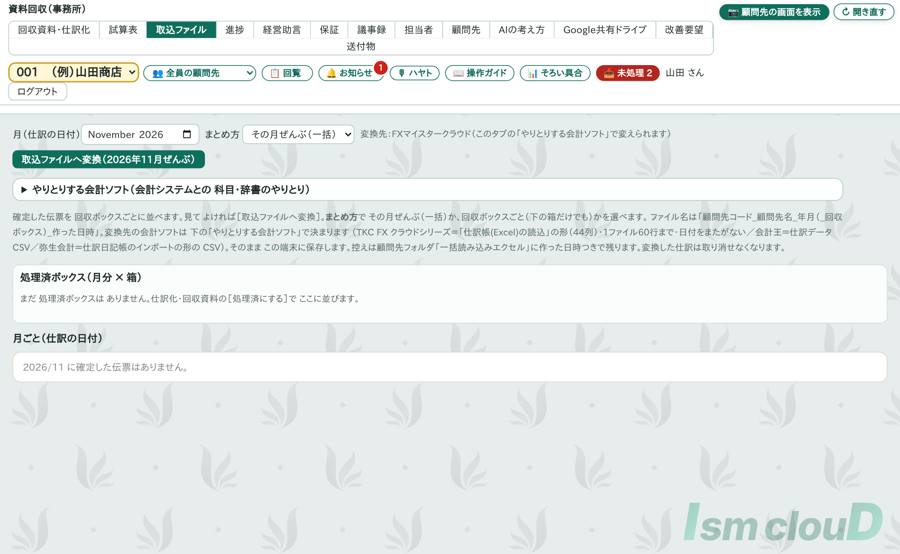 資料回収(事務所)
📷 顧問先の画面を表示
↻ 開き直す
回収資料・仕訳化 試算表 取込ファイル 進捗 経営助言 保証 議事録 担当者 顧問先 AIの考え方 Google共有ドライブ 改善要望
送付物
001 (例)山田商店 👥 全員の顧問先 📋 回覧 🔔 お知らせ 1 🎙 ハヤト 📖 操作ガイド 📊 そろい具合 📥 未処理 2 山田 さん
ログアウト
月(仕訳の日付) November 2026 まとめ方 その月ぜんぶ(一括) 変換先:FXマイスタークラウド(このタブの「やりとりする会計ソフト」で変えられます)
取込ファイルへ変換(2026年11月ぜんぶ)
▶ やりとりする会計ソフト(会計システムとの 科目・辞書のやりとり)
確定した伝票を 回収ボックスごとに並べます。見て よければ[取込ファイルへ変換]。まとめ方で その月ぜんぶ(一括)か、回収ボックスごと(下の箱だけでも)かを選べます。 ファイル名は「顧問先コード_顧問先名_年月(_回収
ボックス)_作った日時」。変換先の会計ソフトは 下の「やりとりする会計ソフト」で決まります (TKC FX クラウドシリーズ=「仕訳帳(Excel)の読込」の形(44列)・1ファイル60行まで・日付をまたがない/会計王=仕訳データ
CSV/弥生会計=仕訳日記帳のインポートの形の CSV)。そのまま この端末に保存します。控えは顧問先フォルダ「一括読み込みエクセル」に作った日時つきで残ります。変換した仕訳は取り消せなくなります。
処理済ボックス(月分 × 箱)
まだ 処理済ボックスは ありません。仕訳化・回収資料の[処理済にする]で ここに並びます。
月ごと(仕訳の日付)
2026/11 に確定した伝票はありません。
Ism clouD